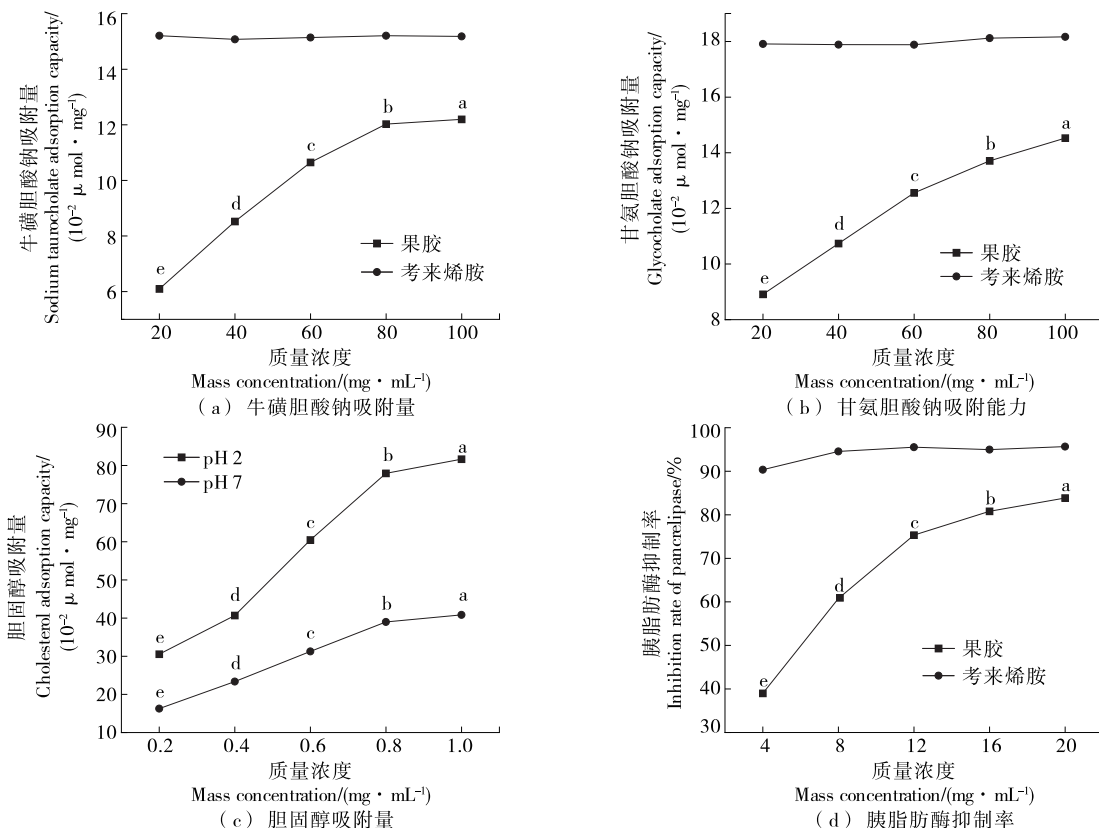 16
14
12
10
8
6
牛磺胆酸钠吸附量
Sodium taurocholate adsorption capacity/
(10⁻² μ mol · mg⁻¹)
e
d
c
b
a
果胶
考来烯胺
20 40 60 80 100
质量浓度
Mass concentration/(mg · mL⁻¹)
(a) 牛磺胆酸钠吸附量
18
16
14
12
10
8
甘氨胆酸钠吸附量
Glycocholate adsorption capacity/
(10⁻² μ mol · mg⁻¹)
e
d
c
b
a
果胶
考来烯胺
20 40 60 80 100
质量浓度
Mass concentration/(mg · mL⁻¹)
(b) 甘氨胆酸钠吸附能力
90
80
70
60
50
40
30
20
10
胆固醇吸附量
Cholesterol adsorption capacity/
(10⁻² μ mol · mg⁻¹)
pH 2
pH 7
e
d
c
b
a
e
d
c
b
a
0.2 0.4 0.6 0.8 1.0
质量浓度
Mass concentration/(mg · mL⁻¹)
(c) 胆固醇吸附量
100
90
80
70
60
50
40
30
胰脂肪酶抑制率
Inhibition rate of pancrelipase/%
e
d
c
b
a
果胶
考来烯胺
4 8 12 16 20
质量浓度
Mass concentration/(mg · mL⁻¹)
(d) 胰脂肪酶抑制率